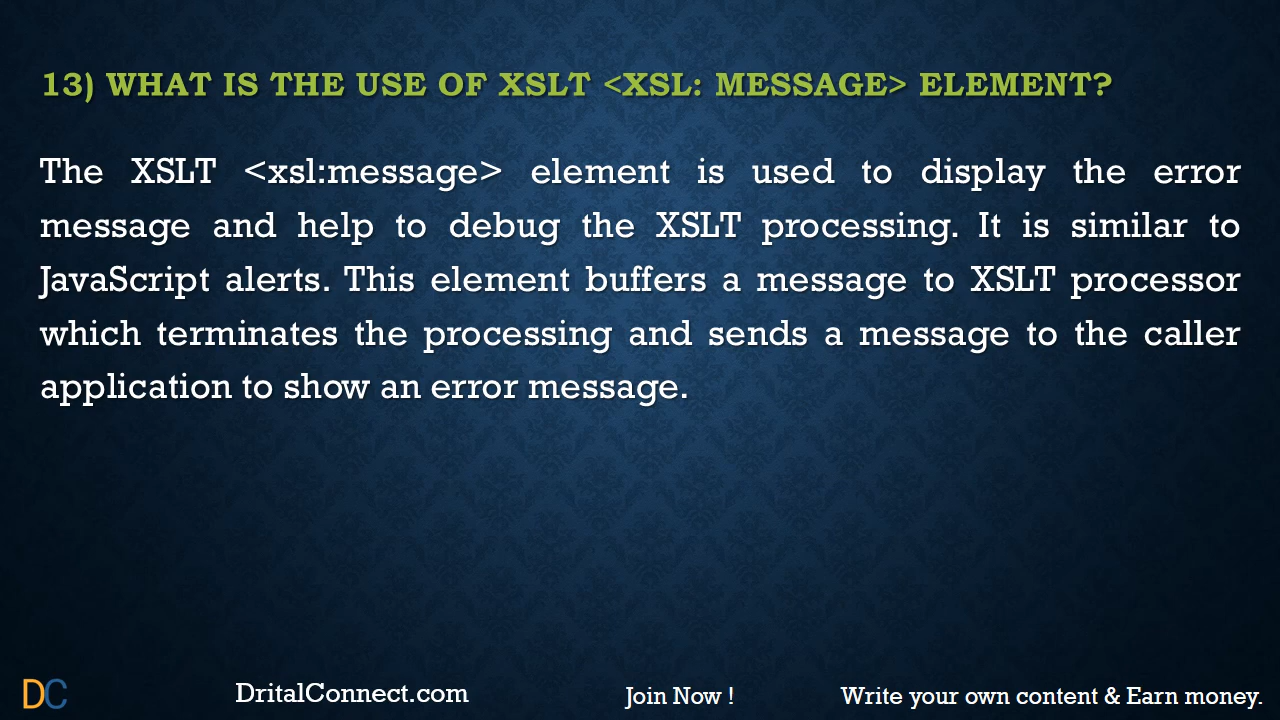 13) WHAT IS THE USE OF XSLT <XSL: MESSAGE> ELEMENT?
The XSLT <xsl:message> element is used to display the error
message and help to debug the XSLT processing. It is similar to
JavaScript alerts. This element buffers a message to XSLT processor
which terminates the processing and sends a message to the caller
application to show an error message.
DC DritalConnect.com Join Now ! Write your own content & Earn money.